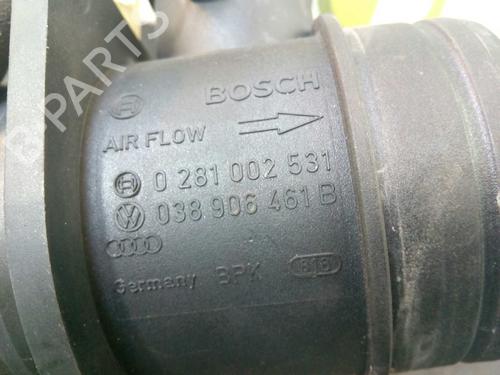 BOSCH
AIR FLOW
0 281 002 531
038 906 461 B
Germany BPK
B PARTS